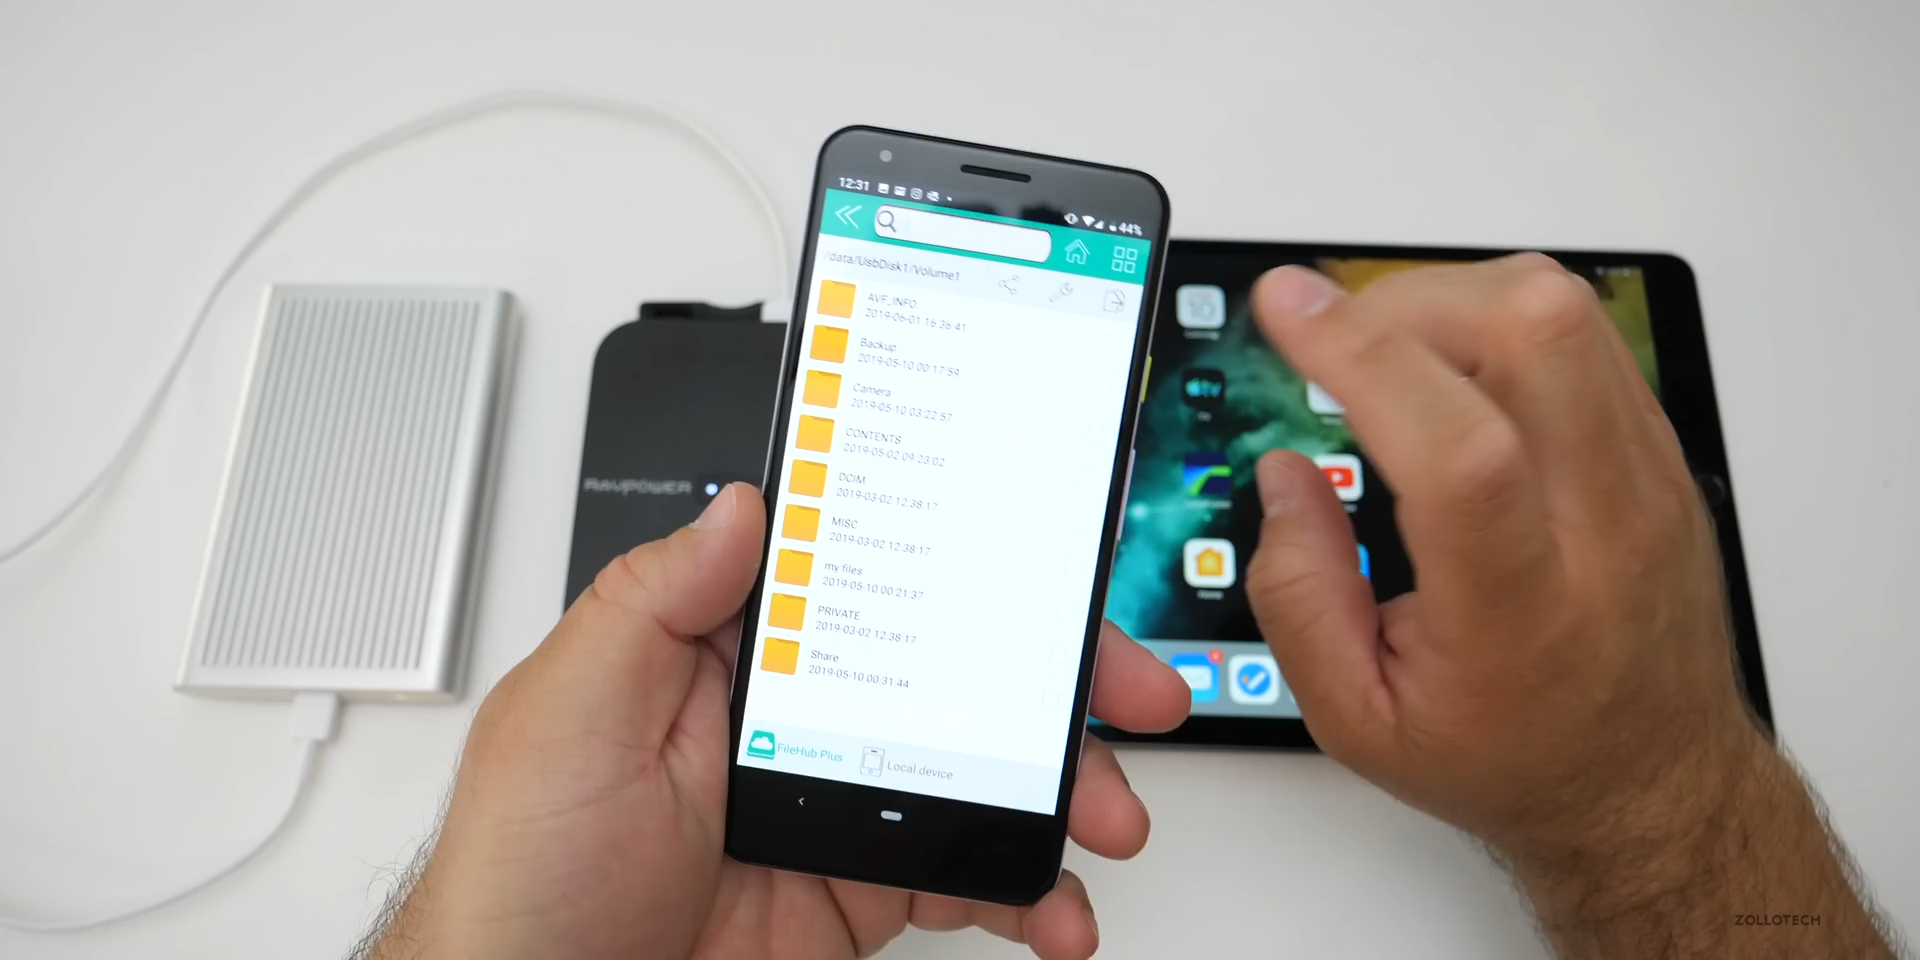 12:31
44%
/data/UsbDisk1/Volume1
AVF_INFO
2019-06-01 16:36:41
Backup
2019-05-10 00:17:59
Camera
2019-05-10 03:22:57
CONTENTS
2019-05-02 09:23:02
DCIM
2019-03-02 12:38:17
MISC
2019-03-02 12:38:17
my files
2019-05-10 00:21:37
PRIVATE
2019-03-02 12:38:17
Share
2019-05-10 00:31:44
FileHub Plus
Local device
RAVPOWER
10
tv
Home
ZOLLOTECH